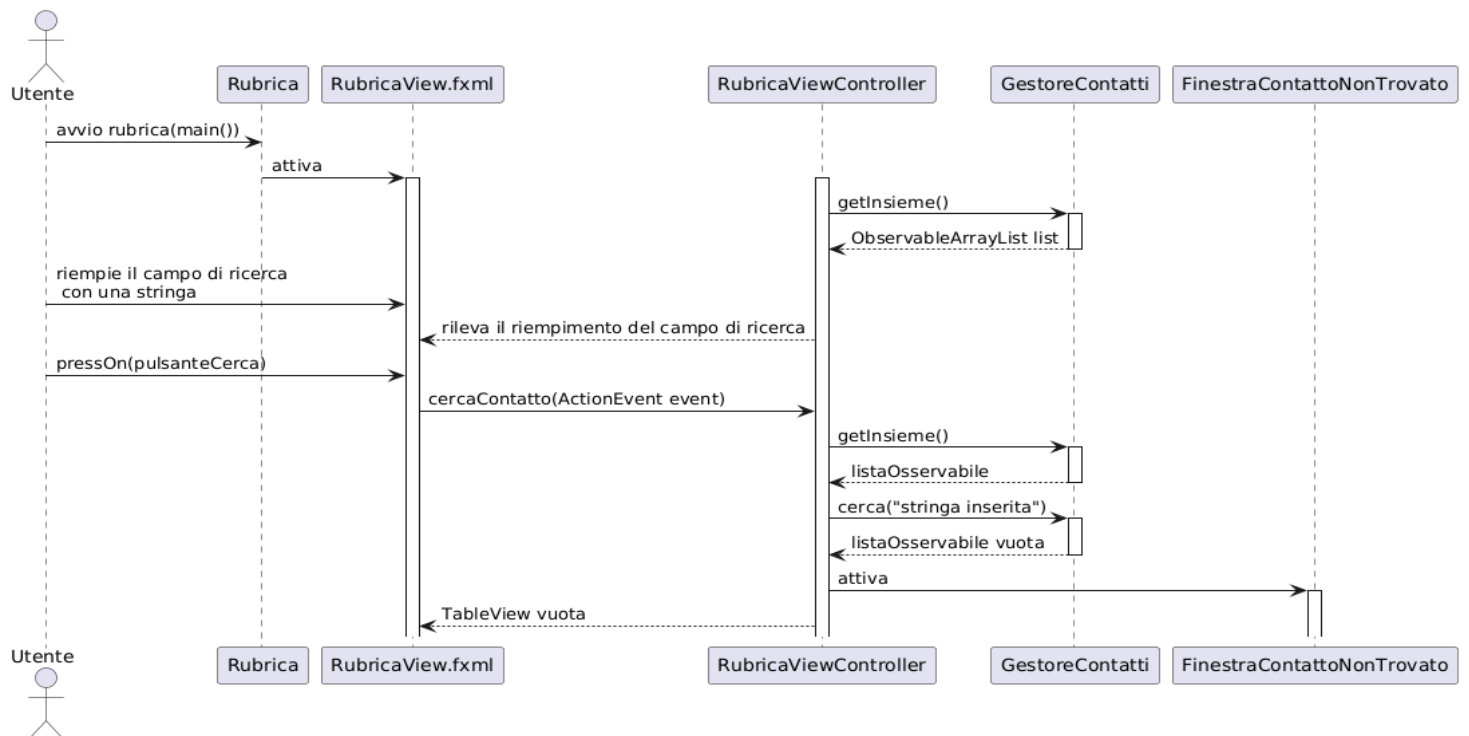 Utente
Rubrica
RubricaView.fxml
RubricaViewController
GestoreContatti
FinestraContattoNonTrovato
avvio rubrica(main())
attiva
getInsieme()
ObservableArrayList list
riempie il campo di ricerca
con una stringa
rileva il riempimento del campo di ricerca
pressOn(pulsanteCerca)
cercaContatto(ActionEvent event)
getInsieme()
listaOsservabile
cerca("stringa inserita")
listaOsservabile vuota
attiva
TableView vuota
Utente
Rubrica
RubricaView.fxml
RubricaViewController
GestoreContatti
FinestraContattoNonTrovato